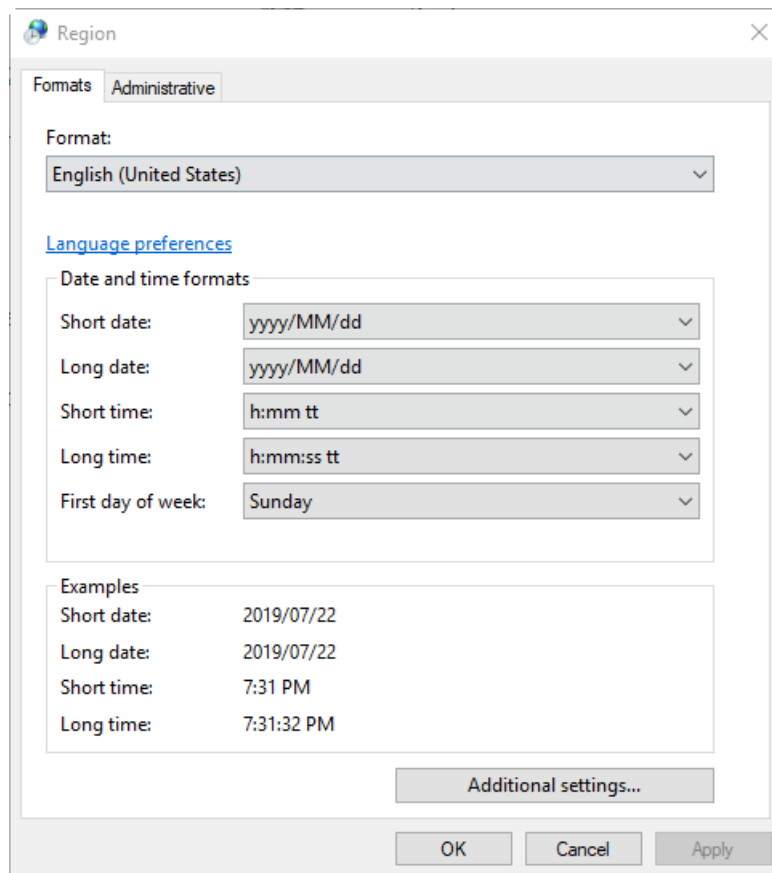 Region
Formats
Administrative
Format:
English (United States)
Language preferences
Date and time formats
Short date: yyyy/MM/dd
Long date: yyyy/MM/dd
Short time: h:mm tt
Long time: h:mm:ss tt
First day of week: Sunday
Examples
Short date: 2019/07/22
Long date: 2019/07/22
Short time: 7:31 PM
Long time: 7:31:32 PM
Additional settings...
OK Cancel Apply